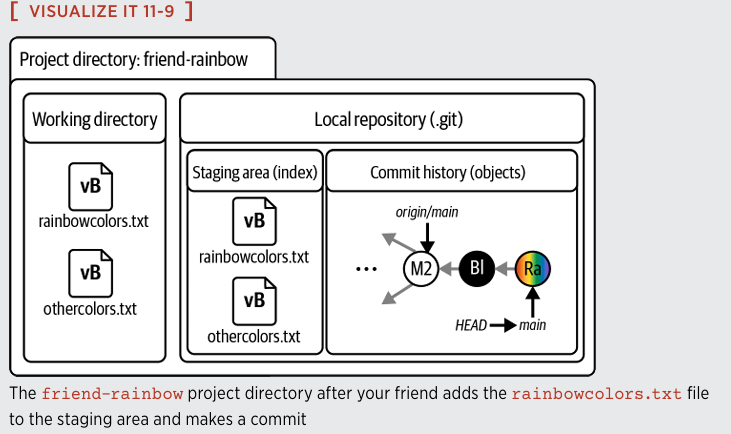 [ VISUALIZE IT 11-9 ]
Project directory: friend-rainbow
Working directory
vB
rainbowcolors.txt
vB
othercolors.txt
Local repository (.git)
Staging area (index)
vB
rainbowcolors.txt
vB
othercolors.txt
Commit history (objects)
origin/main
... M2 Bl Ra
HEAD main
The friend-rainbow project directory after your friend adds the rainbowcolors.txt file
to the staging area and makes a commit